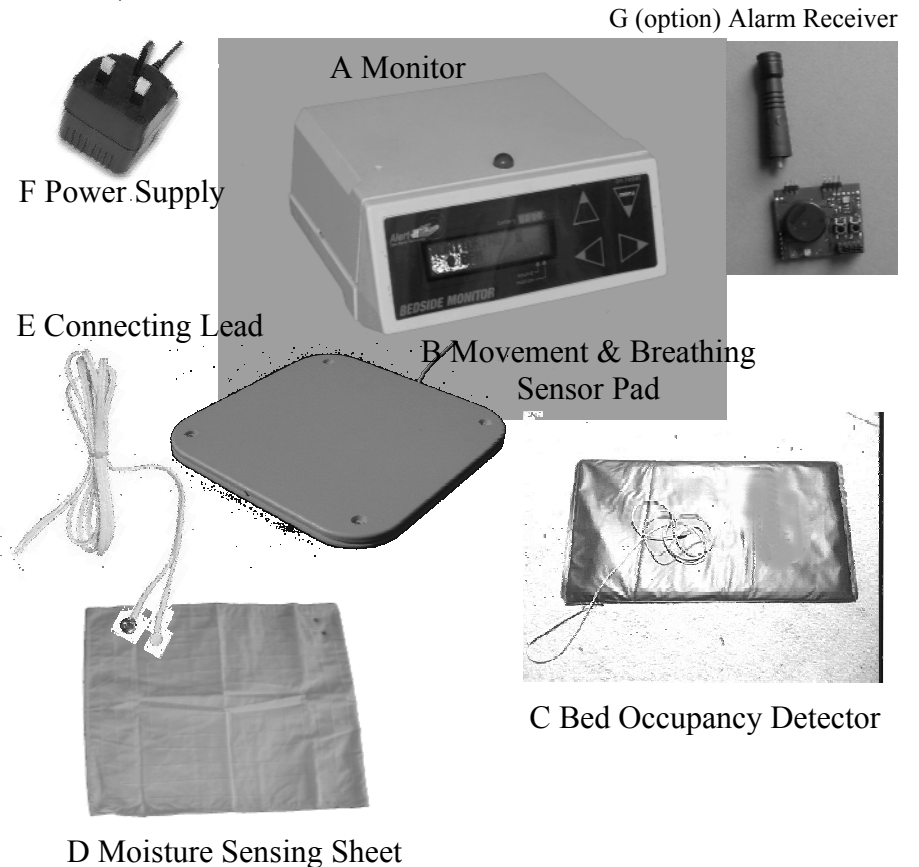 G (option) Alarm Receiver
A Monitor
F Power Supply
Alert
BEDSIDE MONITOR
E Connecting Lead
B Movement & Breathing
Sensor Pad
C Bed Occupancy Detector
D Moisture Sensing Sheet